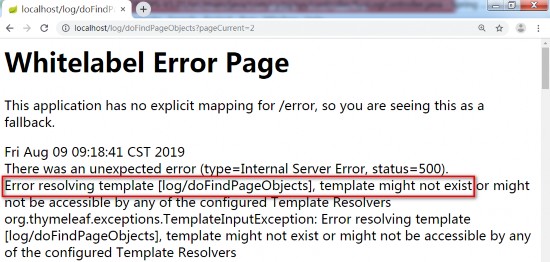 localhost/log/doFindPageO
localhost/log/doFindPageObjects?pageCurrent=2
Whitelabel Error Page
This application has no explicit mapping for /error, so you are seeing this as a
fallback.
Fri Aug 09 09:18:41 CST 2019
There was an unexpected error (type=Internal Server Error, status=500).
Error resolving template [log/doFindPageObjects], template might not exist or might
not be accessible by any of the configured Template Resolvers
org.thymeleaf.exceptions.TemplateInputException: Error resolving template
[log/doFindPageObjects], template might not exist or might not be accessible by any
of the configured Template Resolvers